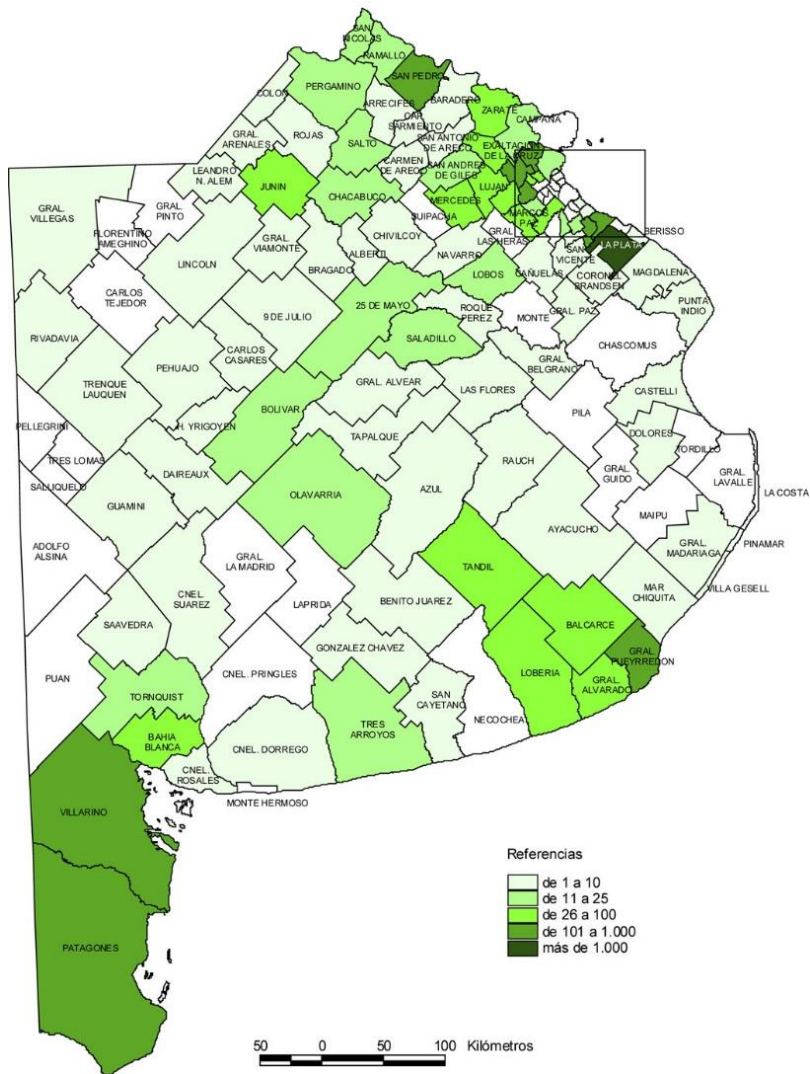 SAN
NICOLAS
RAMALLO
SAN PEDRO
COLON
PERGAMINO
ARRECIFES
BARADERO
ZARATE
CAMPANA
CAP.
SARMIENTO
GRAL.
ARENALES
ROJAS
SALTO
SAN ANTONIO
DE ARECO
EXALTACION
DE LA CRUZ
LEANDRO
N. ALEM
JUNIN
CHACABUCO
CARMEN
DE ARECO
SAN ANDRES
DE GILES
LUJAN
MERCEDES
SUIPACHA
MARCOS
PAZ
GRAL.
VILLEGAS
GRAL.
PINTO
FLORENTINO
AMEGHINO
LINCOLN
GRAL.
VIAMONTE
BRAGADO
ALBERTI
CHIVILCOY
NAVARRO
GRAL
LAS HERAS
CAÑUELAS
SAN
VICENTE
LA PLATA
BERISSO
CORONEL
BRANDSEN
MAGDALENA
PUNTA
INDIO
CARLOS
TEJEDOR
9 DE JULIO
25 DE MAYO
LOBOS
ROQUE
PEREZ
MONTE
GRAL. PAZ
CHASCOMUS
RIVADAVIA
PEHUAJO
CARLOS
CASARES
SALADILLO
GRAL.
BELGRANO
TRENQUE
LAUQUEN
H. YRIGOYEN
BOLIVAR
GRAL. ALVEAR
LAS FLORES
PILA
CASTELLI
PELLEGRINI
TRES LOMAS
SALUQUELO
DAIREAUX
TAPALQUE
DOLORES
TORDILLO
GUAMINI
OLAVARRIA
AZUL
RAUCH
GRAL.
GUIDO
GRAL.
LAVALLE
LA COSTA
ADOLFO
ALSINA
GRAL.
LA MADRID
AYACUCHO
MAIPU
GRAL.
MADARIAGA
PINAMAR
CNEL.
SUAREZ
LAPRIDA
BENITO JUAREZ
TANDIL
MAR
CHIQUITA
VILLA GESELL
SAAVEDRA
BALCARCE
PUAN
GONZALEZ CHAVEZ
GRAL.
PUEYRREDON
CNEL. PRINGLES
LOBERIA
GRAL.
ALVARADO
TORNQUIST
SAN
CAYETANO
NECOCHEA
BAHIA
BLANCA
TRES
ARROYOS
CNEL. DORREGO
CNEL.
ROSALES
MONTE HERMOSO
VILLARINO
PATAGONES
Referencias
de 1 a 10
de 11 a 25
de 26 a 100
de 101 a 1.000
más de 1.000
50 0 50 100 Kilómetros